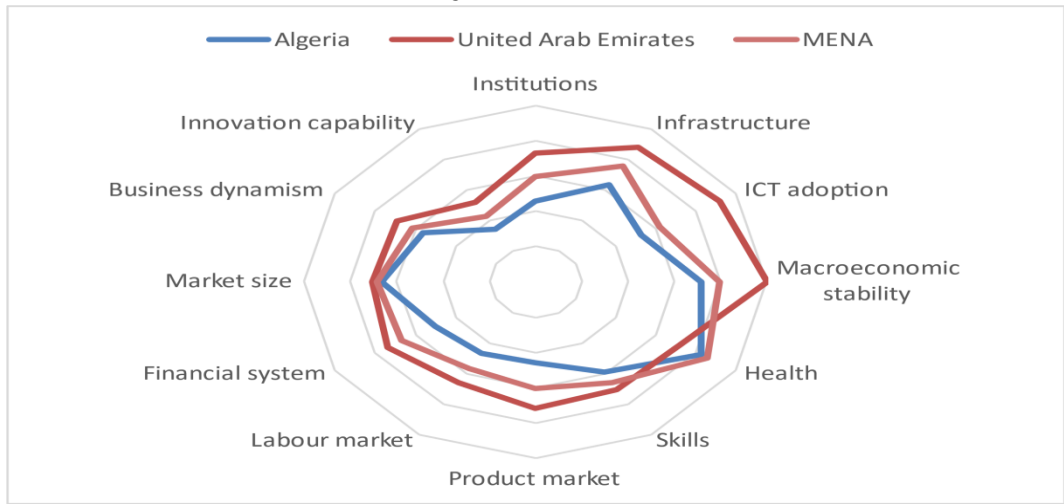 Algeria United Arab Emirates MENA
Institutions
Innovation capability Infrastructure
Business dynamism ICT adoption
Market size Macroeconomic
stability
Financial system Health
Labour market Skills
Product market